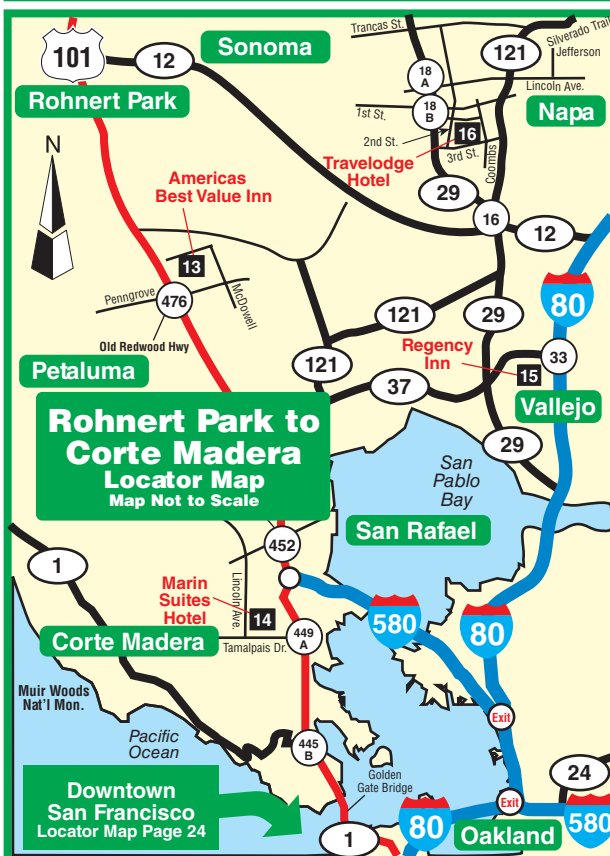 Trancas St.
Silverado Trail
Sonoma
101
12
121
Jefferson
18
A
Lincoln Ave.
Rohnert Park
1st St.
18
B
Napa
2nd St.
16
3rd St.
Coombs
N
Travelodge
Hotel
Americas
Best Value Inn
29
16
12
13
Penngrove
McDowell
476
80
121
29
Old Redwood Hwy
Regency
Inn
33
121
15
Petaluma
37
Vallejo
Rohnert Park to
Corte Madera
Locator Map
Map Not to Scale
29
San
Pablo
Bay
San Rafael
452
1
Lincoln Ave.
Marin
Suites
Hotel
14
580
80
449
A
Corte Madera
Tamalpais Dr.
Muir Woods
Nat'l Mon.
Exit
Pacific
Ocean
445
B
Golden
Gate Bridge
24
Downtown
San Francisco
Locator Map Page 24
Exit
1
80
Oakland
580